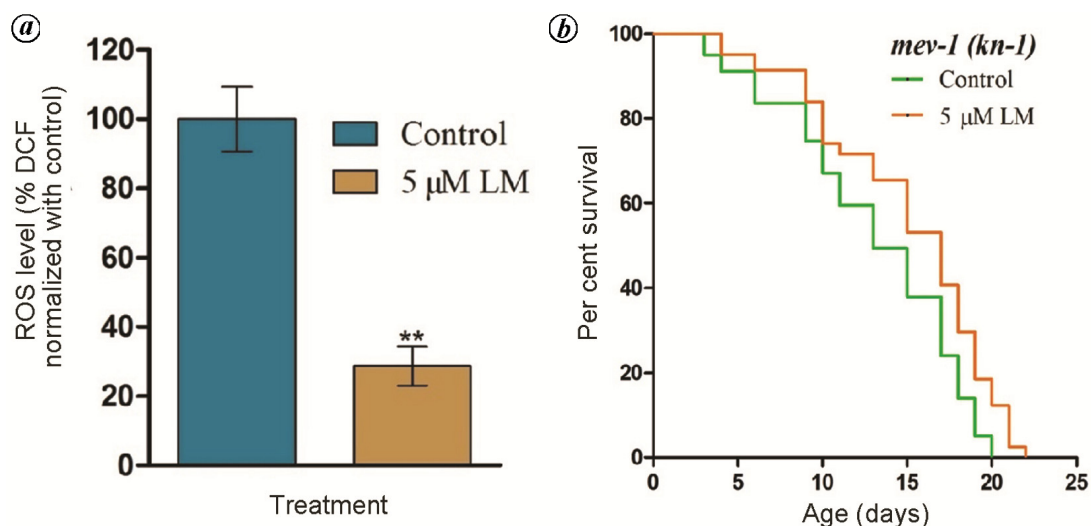 a
ROS level (% DCF
normalized with control)
120
100
80
60
40
20
0
Control
5 μM LM
**
Treatment
b
Per cent survival
100
80
60
40
20
0
mev-1 (kn-1)
Control
5 μM LM
0 5 10 15 20 25
Age (days)